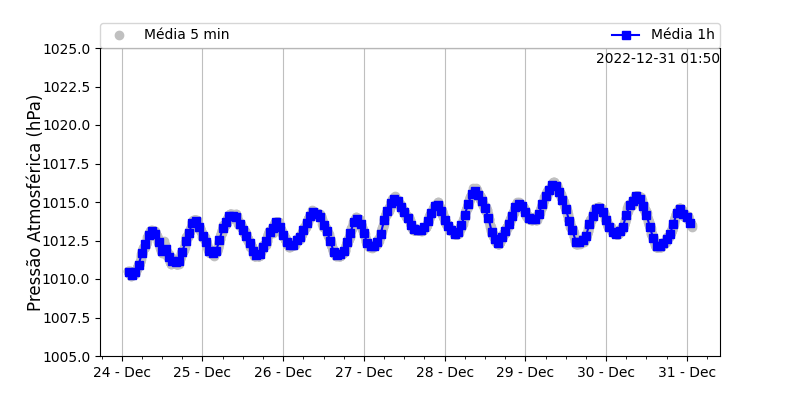 Média 5 min
Média 1h
2022-12-31 01:50
Pressão Atmosférica (hPa)
1025.0
1022.5
1020.0
1017.5
1015.0
1012.5
1010.0
1007.5
1005.0
24 - Dec
25 - Dec
26 - Dec
27 - Dec
28 - Dec
29 - Dec
30 - Dec
31 - Dec